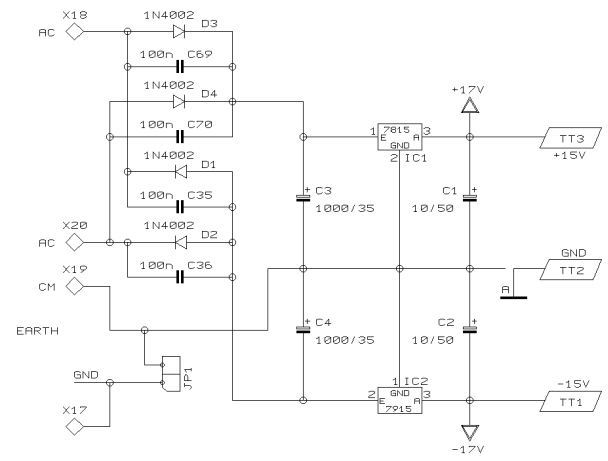 X18
AC
1N4002
D3
100n C69
1N4002
D4
100n C70
1N4002
D1
100n C35
X20
AC
1N4002
D2
100n C36
X19
CM
EARTH
GND
JP1
X17
1
7815
E A
GND
3
2 IC1
+17V
TT3
+15V
+
C3
1000/35
+
C1
10/50
GND
TT2
A
+
C4
1000/35
+
C2
10/50
1 IC2
2
GND
E A
7915
3
-15V
TT1
-17V